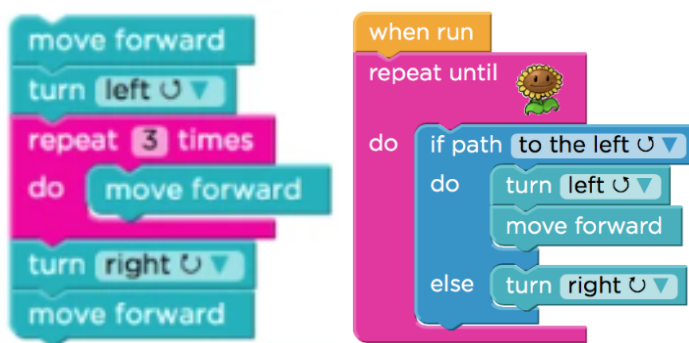 move forward
turn left ↺ ▼
repeat 3 times
do move forward
turn right ↻ ▼
move forward
when run
repeat until
do if path to the left ↺ ▼
do turn left ↺ ▼
move forward
else turn right ↻ ▼